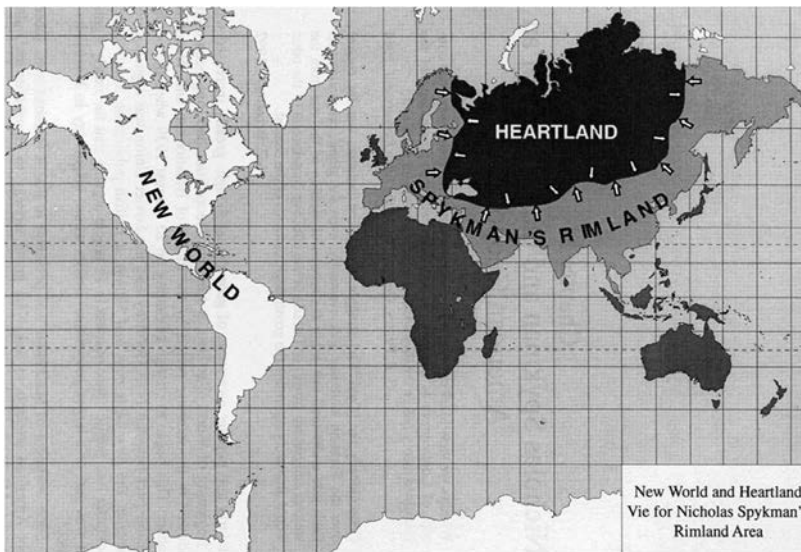 HEARTLAND
NEW WORLD
SPYKMAN'S RIMLAND
New World and Heartland
Vie for Nicholas Spykman'
Rimland Area